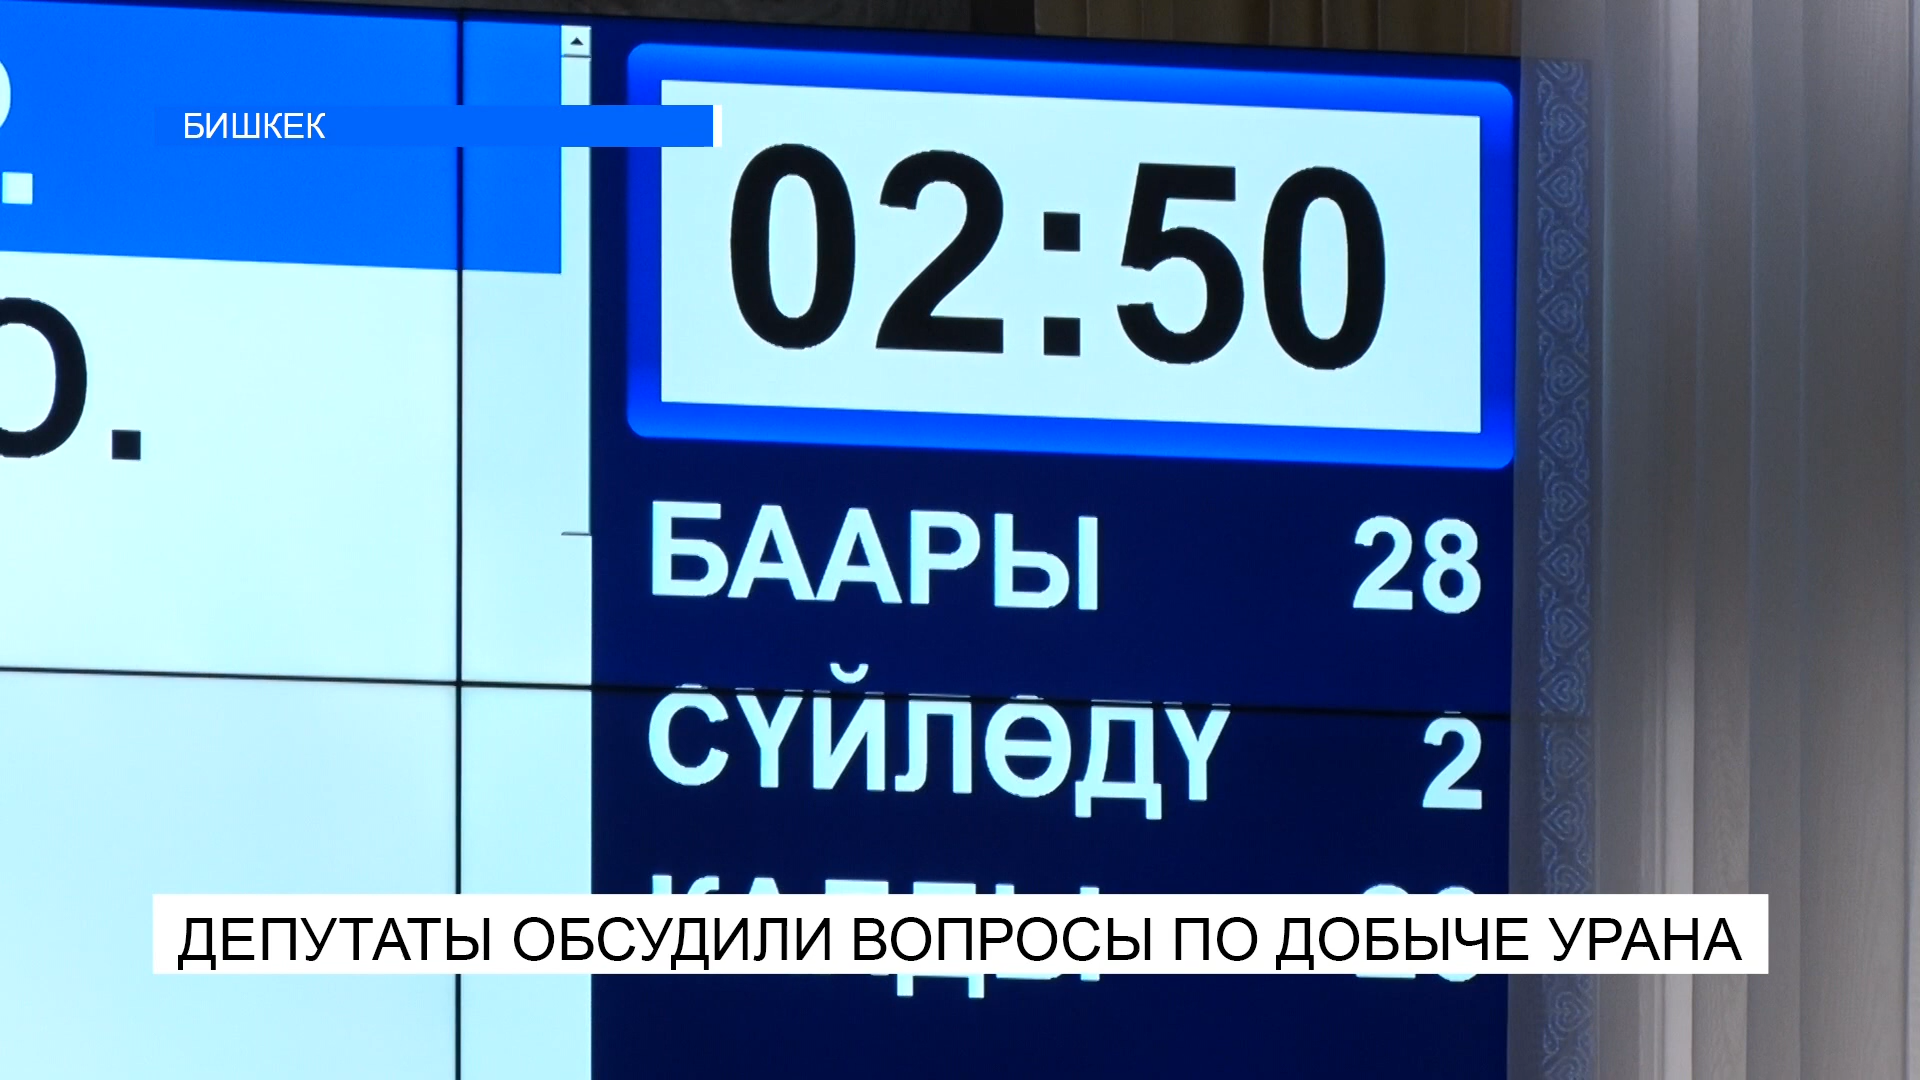 БИШКЕК
02:50
БААРЫ 28
СҮЙЛӨДҮ 2
ДЕПУТАТЫ ОБСУДИЛИ ВОПРОСЫ ПО ДОБЫЧЕ УРАНА